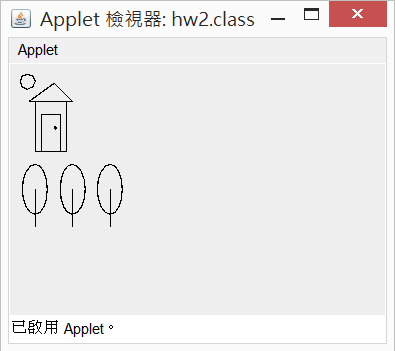 Applet 檢視器: hw2.class
Applet
已啟用 Applet。